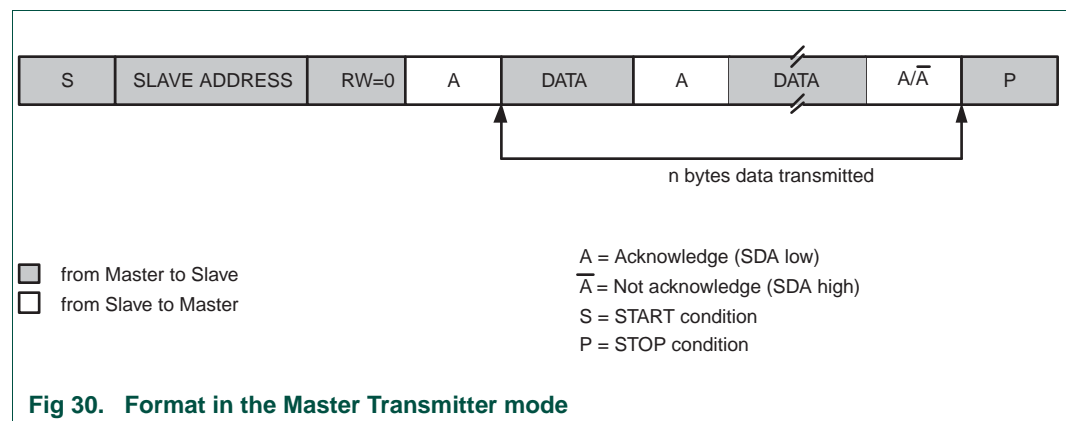 S SLAVE ADDRESS RW=0 A DATA A DATA A/A̅ P
n bytes data transmitted
from Master to Slave
from Slave to Master
A = Acknowledge (SDA low)
A̅ = Not acknowledge (SDA high)
S = START condition
P = STOP condition
Fig 30. Format in the Master Transmitter mode